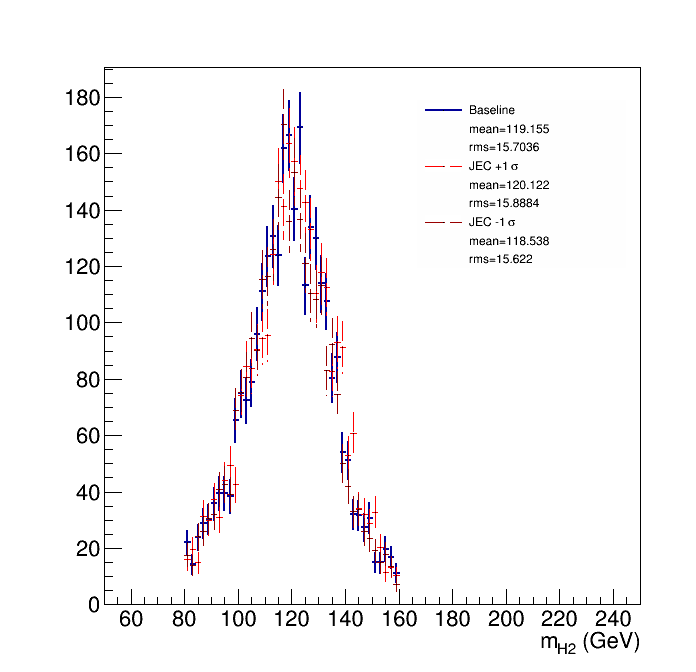 180
160
140
120
100
80
60
40
20
0
Baseline
mean=119.155
rms=15.7036
JEC +1 σ
mean=120.122
rms=15.8884
JEC -1 σ
mean=118.538
rms=15.622
60 80 100 120 140 160 180 200 220 240
m_H2 (GeV)